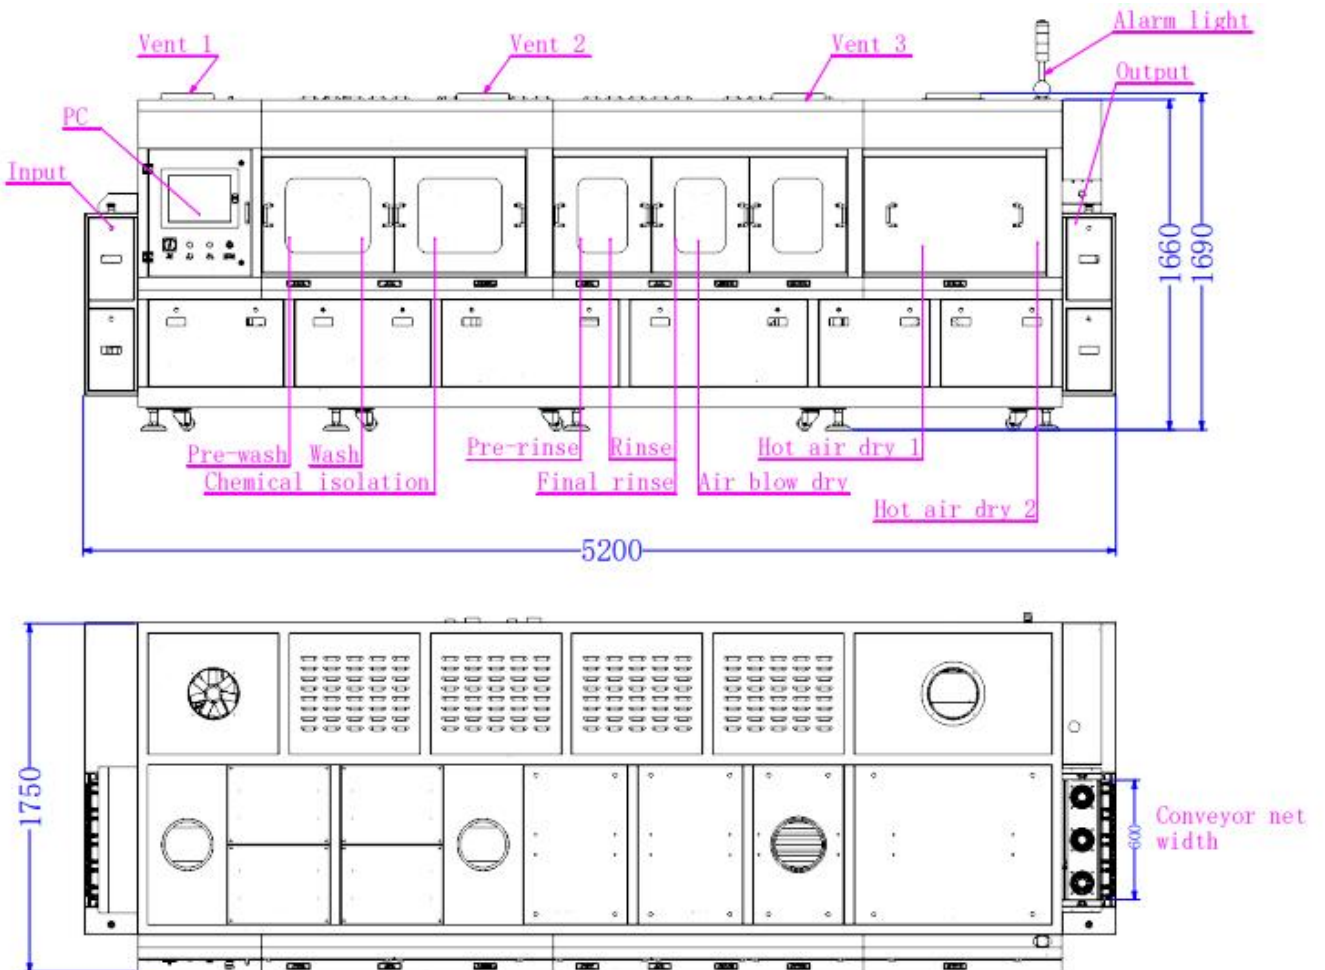 Vent 1
Vent 2
Vent 3
Alarm light
Output
PC
Input
1660
1690
Pre-wash
Wash
Chemical isolation
Pre-rinse
Rinse
Final rinse
Air blow dry
Hot air dry 1
Hot air dry 2
5200
1750
600
Conveyor net
width